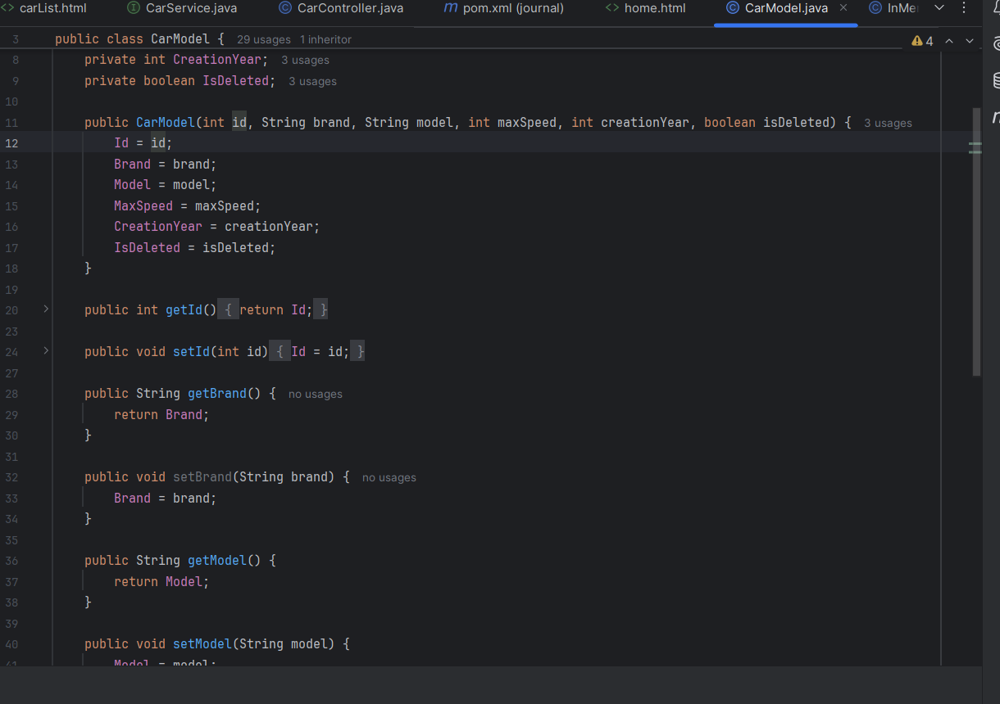 <> carList.html I CarService.java C CarController.java m pom.xml (journal) <> home.html C CarModel.java × C InMe
3 public class CarModel { 29 usages 1 inheritor 4
8 private int CreationYear; 3 usages
9 private boolean IsDeleted; 3 usages
10
11 public CarModel(int id, String brand, String model, int maxSpeed, int creationYear, boolean isDeleted) { 3 usages
12 Id = id;
13 Brand = brand;
14 Model = model;
15 MaxSpeed = maxSpeed;
16 CreationYear = creationYear;
17 IsDeleted = isDeleted;
18 }
19
20 public int getId() { return Id; }
23
24 public void setId(int id) { Id = id; }
27
28 public String getBrand() { no usages
29 return Brand;
30 }
31
32 public void setBrand(String brand) { no usages
33 Brand = brand;
34 }
35
36 public String getModel() {
37 return Model;
38 }
39
40 public void setModel(String model) {
41 Model = model;